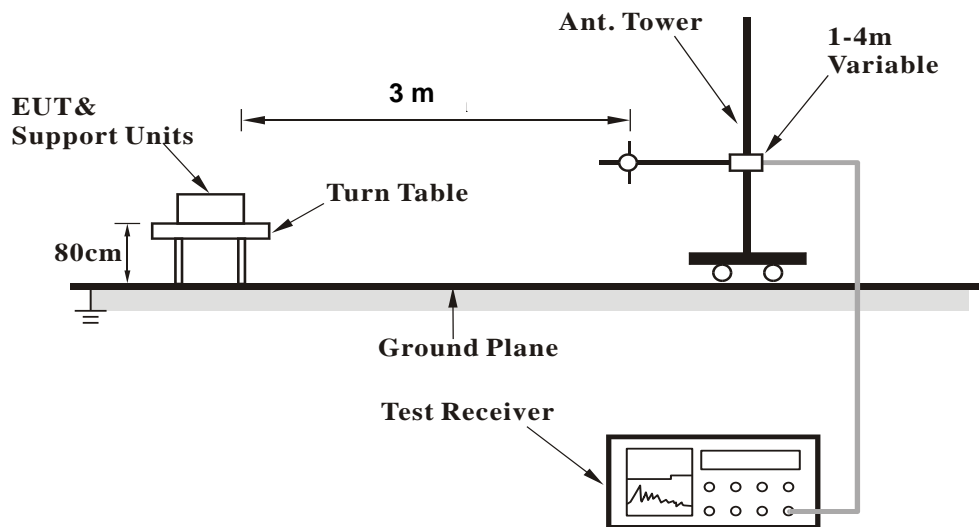 Ant. Tower
1-4m
Variable
3 m
EUT&
Support Units
Turn Table
80cm
Ground Plane
Test Receiver